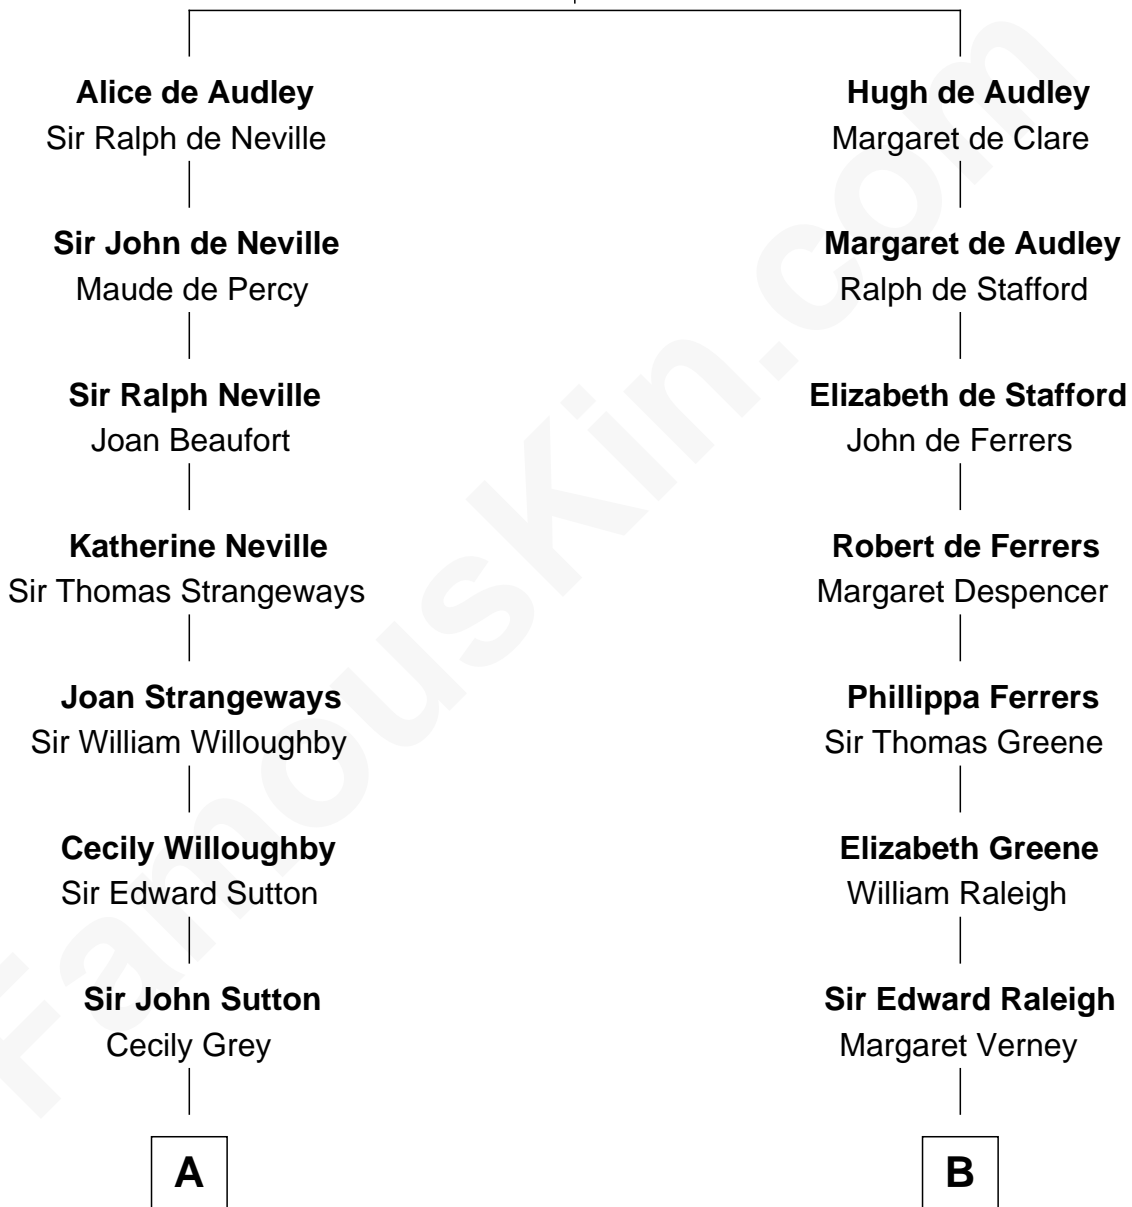 Alice de Audley
Sir Ralph de Neville
Sir John de Neville
Maude de Percy
Sir Ralph Neville
Joan Beaufort
Katherine Neville
Sir Thomas Strangeways
Joan Strangeways
Sir William Willoughby
Cecily Willoughby
Sir Edward Sutton
Sir John Sutton
Cecily Grey
A
Hugh de Audley
Margaret de Clare
Margaret de Audley
Ralph de Stafford
Elizabeth de Stafford
John de Ferrers
Robert de Ferrers
Margaret Despencer
Phillippa Ferrers
Sir Thomas Greene
Elizabeth Greene
William Raleigh
Sir Edward Raleigh
Margaret Verney
B
FamousKin.com